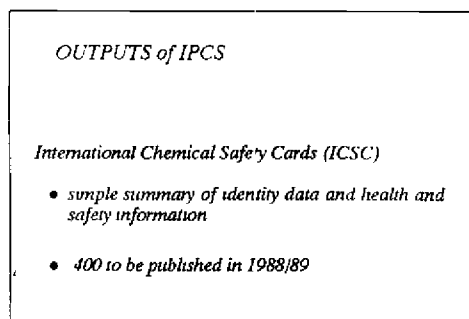 OUTPUTS of IPCS
International Chemical Safety Cards (ICSC)
• simple summary of identity data and health and
safety information
• 400 to be published in 1988/89